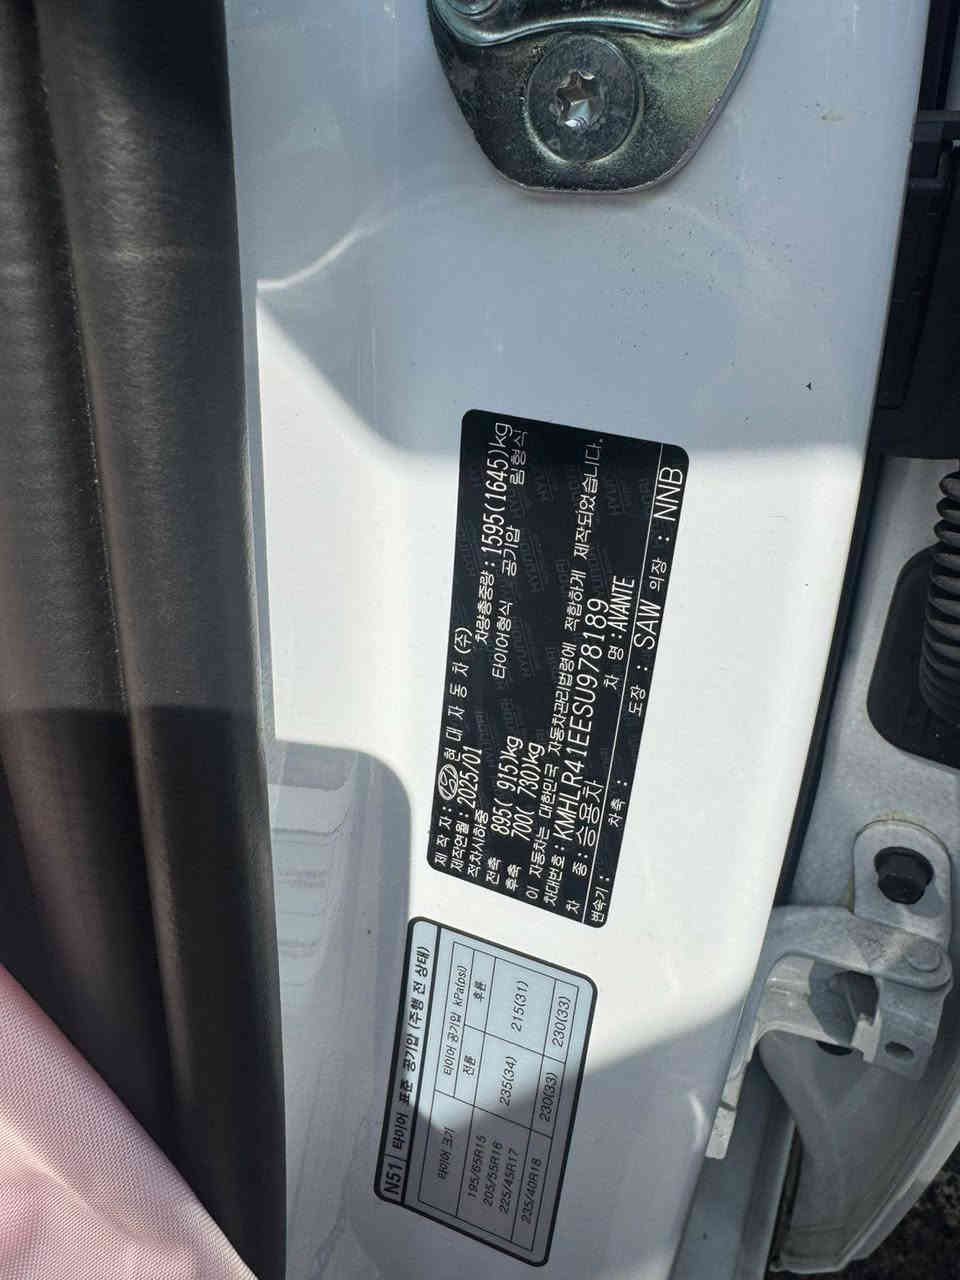 제 작 자 : HYUNDAI 현 대 자 동 차 (주)
제작연월 : 2025/01 차량총중량 : 1595(1645)kg
적차시하중 타이어형식 공기압 림형식
전축 895( 915)kg
후축 700( 730)kg
이 자동차는 대한민국 자동차관리법령에 적합하게 제작되었습니다.
차대번호 : KMHLR41EESU978189
차 종 : 승용차 차 명 : AVANTE
변속기 : 차축 : 도장 : SAW 의장 : NNB
N51 타이어 표준 공기압 (주행 전 상태)
타이어 크기 타이어 공기압 kPa(psi)
전륜 후륜
195/65R15
205/55R16 235(34) 215(31)
225/45R17
235/40R18 230(33) 230(33)